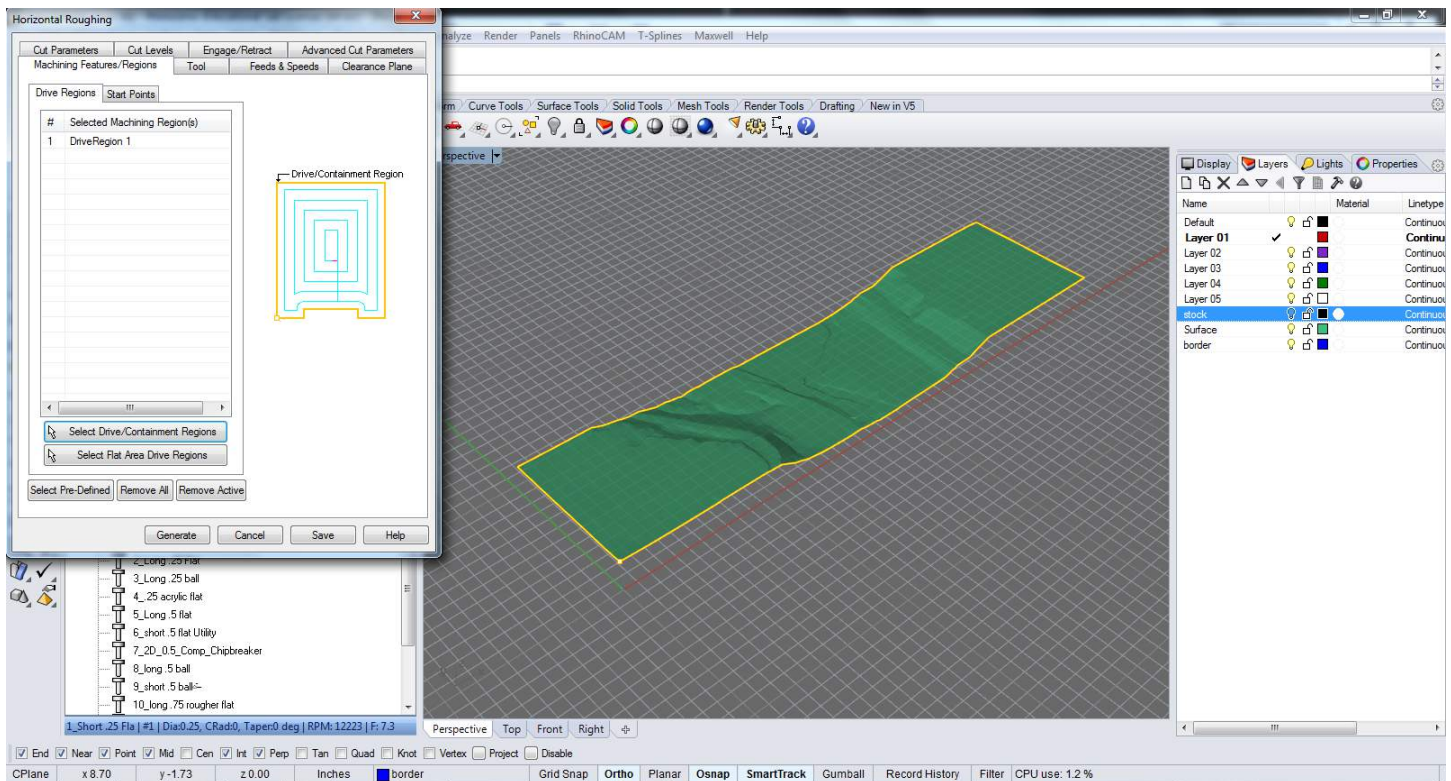 Horizontal Roughing
Cut Parameters Cut Levels Engage/Retract Advanced Cut Parameters
Machining Features/Regions Tool Feeds & Speeds Clearance Plane
Drive Regions Start Points
# Selected Machining Region(s)
1 DriveRegion 1
Drive/Containment Region
Select Drive/Containment Regions
Select Flat Area Drive Regions
Select Pre-Defined Remove All Remove Active
Generate Cancel Save Help
nalyze Render Panels RhinoCAM T-Splines Maxwell Help
rm Curve Tools Surface Tools Solid Tools Mesh Tools Render Tools Drafting New in V5
rspective
Display Layers Lights Properties
Name Material Linetype
Default Continuou
Layer 01 Continu
Layer 02 Continuou
Layer 03 Continuou
Layer 04 Continuou
Layer 05 Continuou
stock Continuou
Surface Continuou
border Continuou
2_Long .25 Flat
3_Long .25 ball
4_.25 acrylic flat
5_Long .5 flat
6_short .5 flat Utility
7_2D_0.5_Comp_Chipbreaker
8_long .5 ball
9_short .5 ball
10_long .75 rougher flat
1_Short .25 Fla | #1 | Dia:0.25, CRad:0, Taper:0 deg | RPM: 12223 | F: 7.3
Perspective Top Front Right
End Near Point Mid Cen Int Perp Tan Quad Knot Vertex Project Disable
CPlane x 8.70 y -1.73 z 0.00 Inches border Grid Snap Ortho Planar Osnap SmartTrack Gumball Record History Filter CPU use: 1.2 %